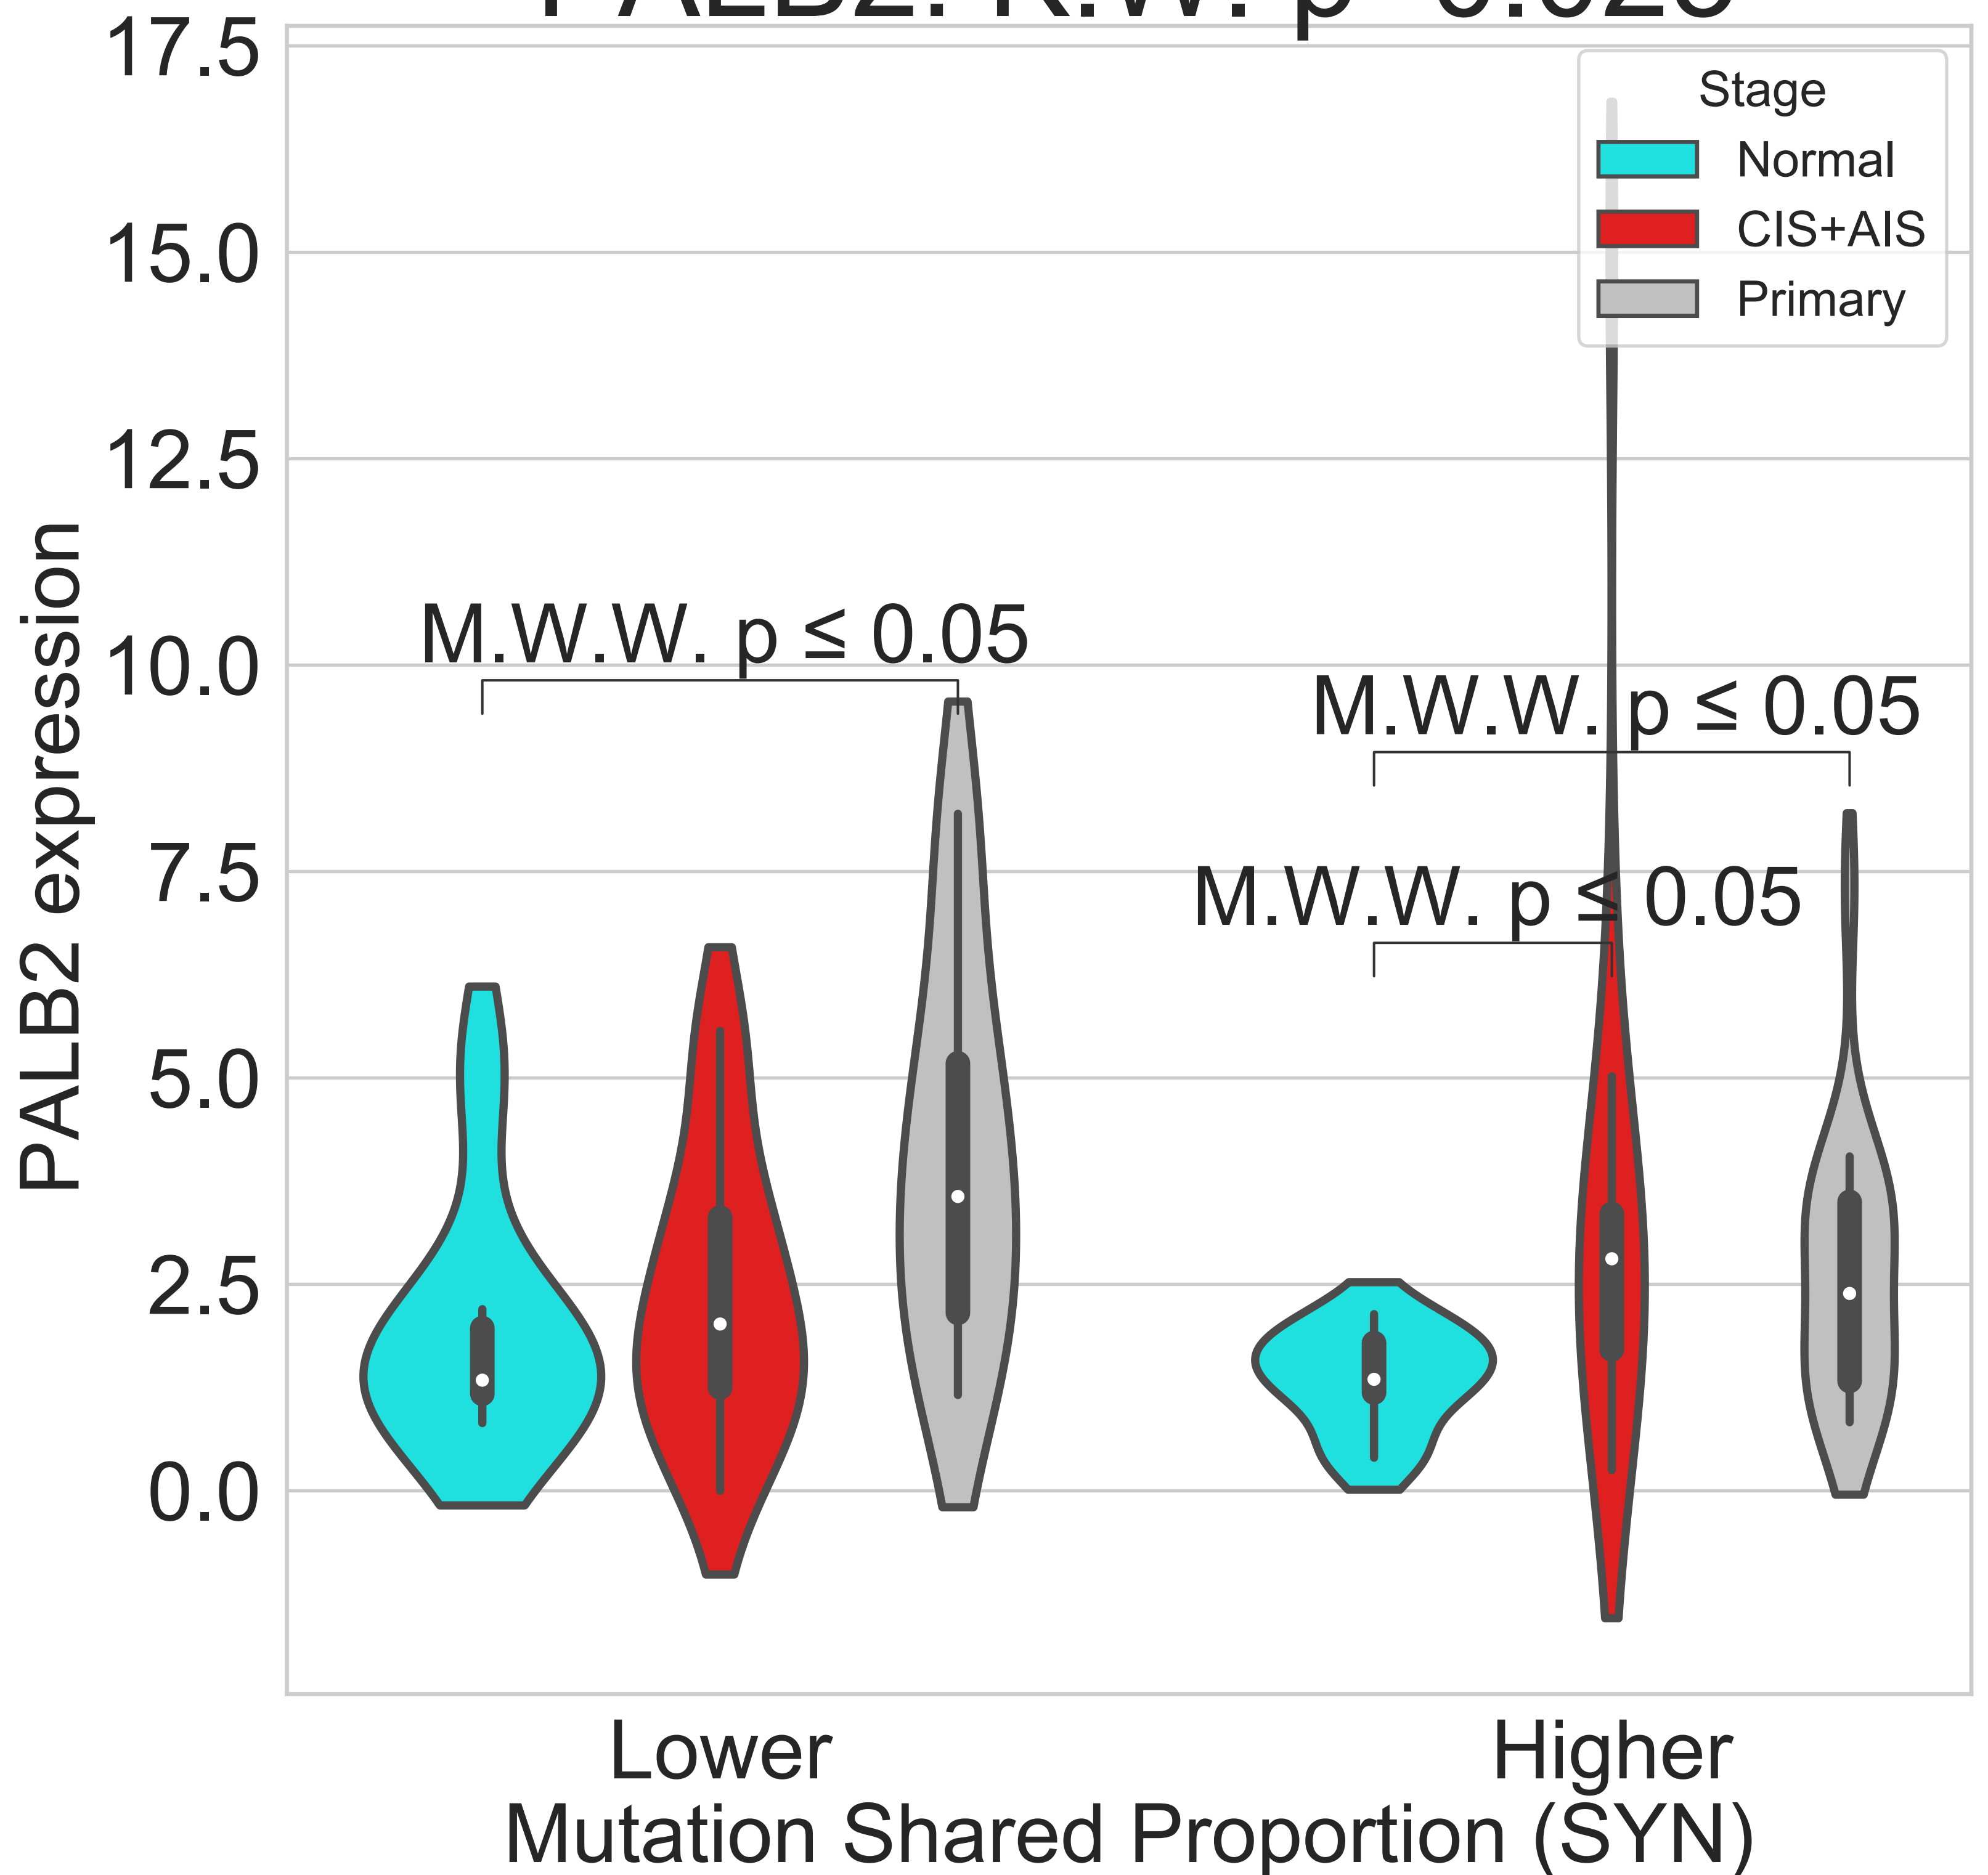 17.5
15.0
12.5
10.0
7.5
5.0
2.5
0.0
PALB2 expression
Stage
Normal
CIS+AIS
Primary
M.W.W. p ≤ 0.05
M.W.W. p ≤ 0.05
M.W.W. p ≤ 0.05
Lower
Higher
Mutation Shared Proportion (SYN)